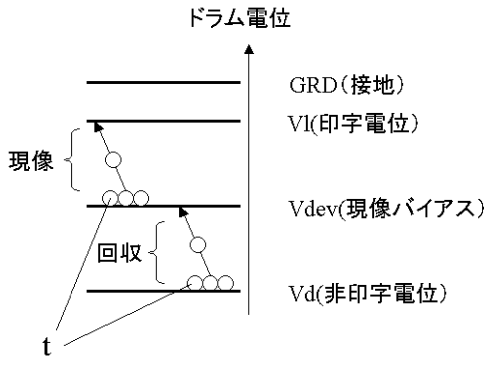 ドラム電位
GRD(接地)
Vl(印字電位)
現像
Vdev(現像バイアス)
回収
Vd(非印字電位)
t